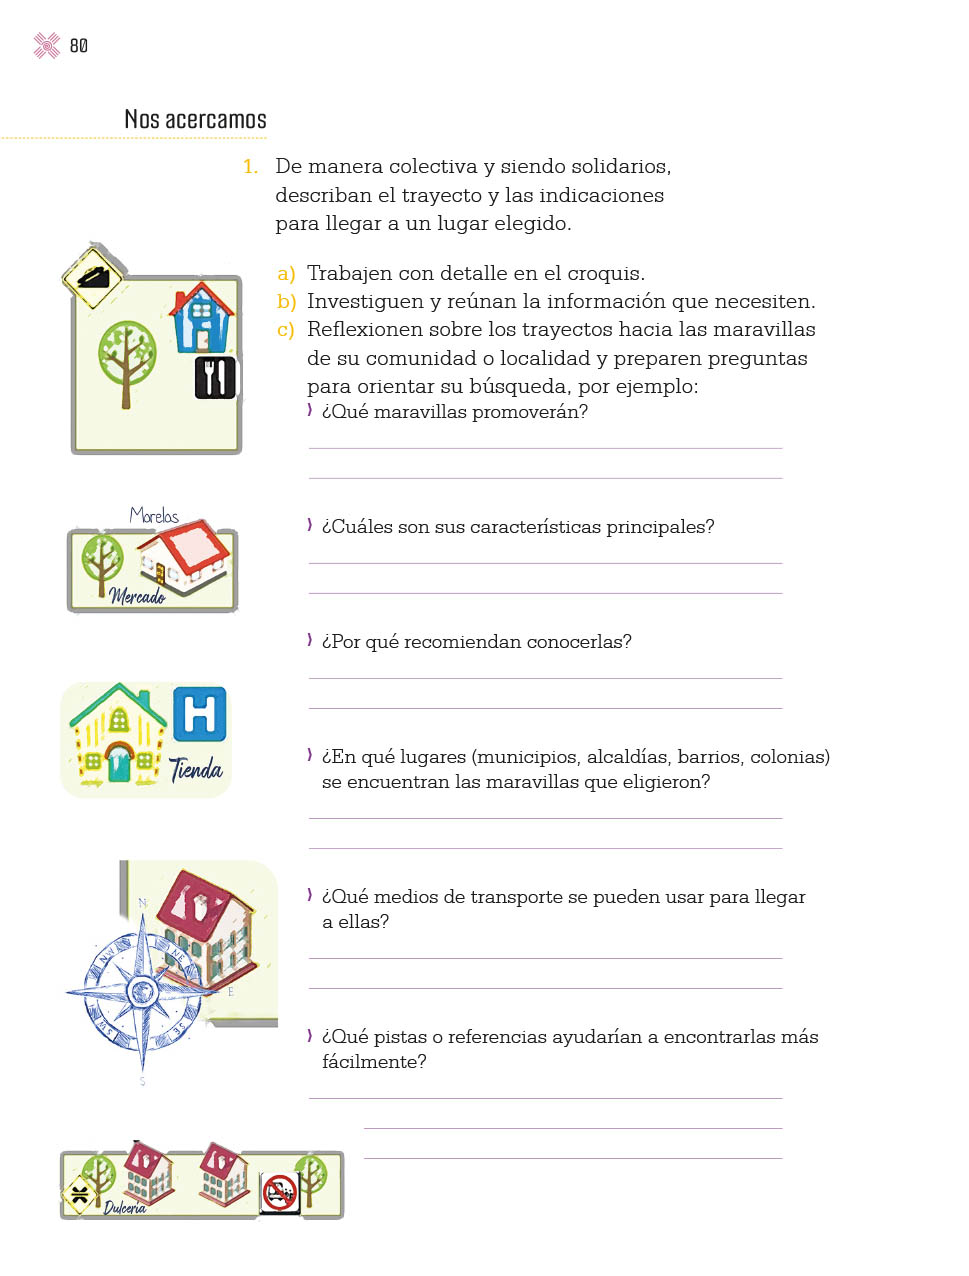 80
Nos acercamos
1. De manera colectiva y siendo solidarios,
describan el trayecto y las indicaciones
para llegar a un lugar elegido.
a) Trabajen con detalle en el croquis.
b) Investiguen y reúnan la información que necesiten.
c) Reflexionen sobre los trayectos hacia las maravillas
de su comunidad o localidad y preparen preguntas
para orientar su búsqueda, por ejemplo:
¿Qué maravillas promoverán?
Morelos
Mercado
¿Cuáles son sus características principales?
¿Por qué recomiendan conocerlas?
H
Tienda
¿En qué lugares (municipios, alcaldías, barrios, colonias)
se encuentran las maravillas que eligieron?
¿Qué medios de transporte se pueden usar para llegar
a ellas?
N
NW
NE
E
SW
SE
S
¿Qué pistas o referencias ayudarían a encontrarlas más
fácilmente?
Dulcería